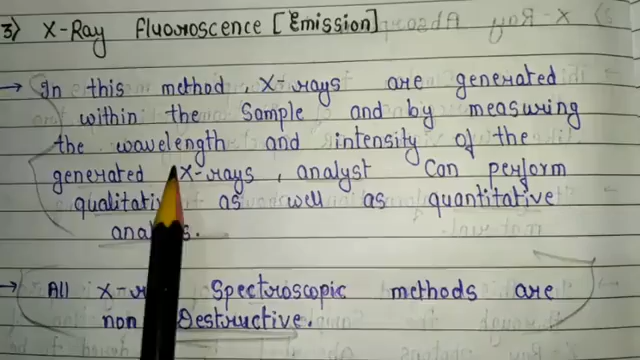 3) X-Ray Fluoroscence [Emission]
→ In this method, X-rays are generated
within the Sample and by measuring
the wavelength and intensity of the
generated X-rays, analyst Can perform
as well as quantitative
→ All Spectroscopic methods are
non Destructive.